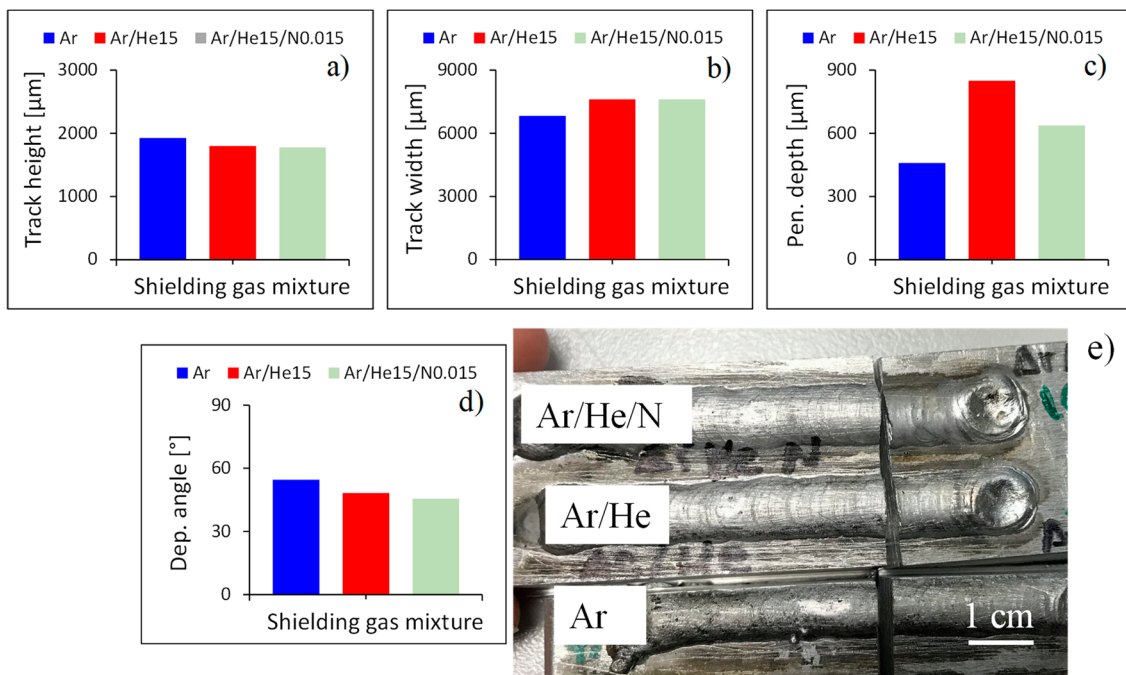 Ar Ar/He15 Ar/He15/N0.015
a)
3000
2000
1000
0
Track height [µm]
Shielding gas mixture
Ar Ar/He15 Ar/He15/N0.015
b)
9000
6000
3000
0
Track width [µm]
Shielding gas mixture
Ar Ar/He15 Ar/He15/N0.015
c)
900
600
300
0
Pen. depth [µm]
Shielding gas mixture
Ar Ar/He15 Ar/He15/N0.015
d)
90
60
30
0
Dep. angle [°]
Shielding gas mixture
e)
Ar/He/N
Ar/He
Ar
1 cm